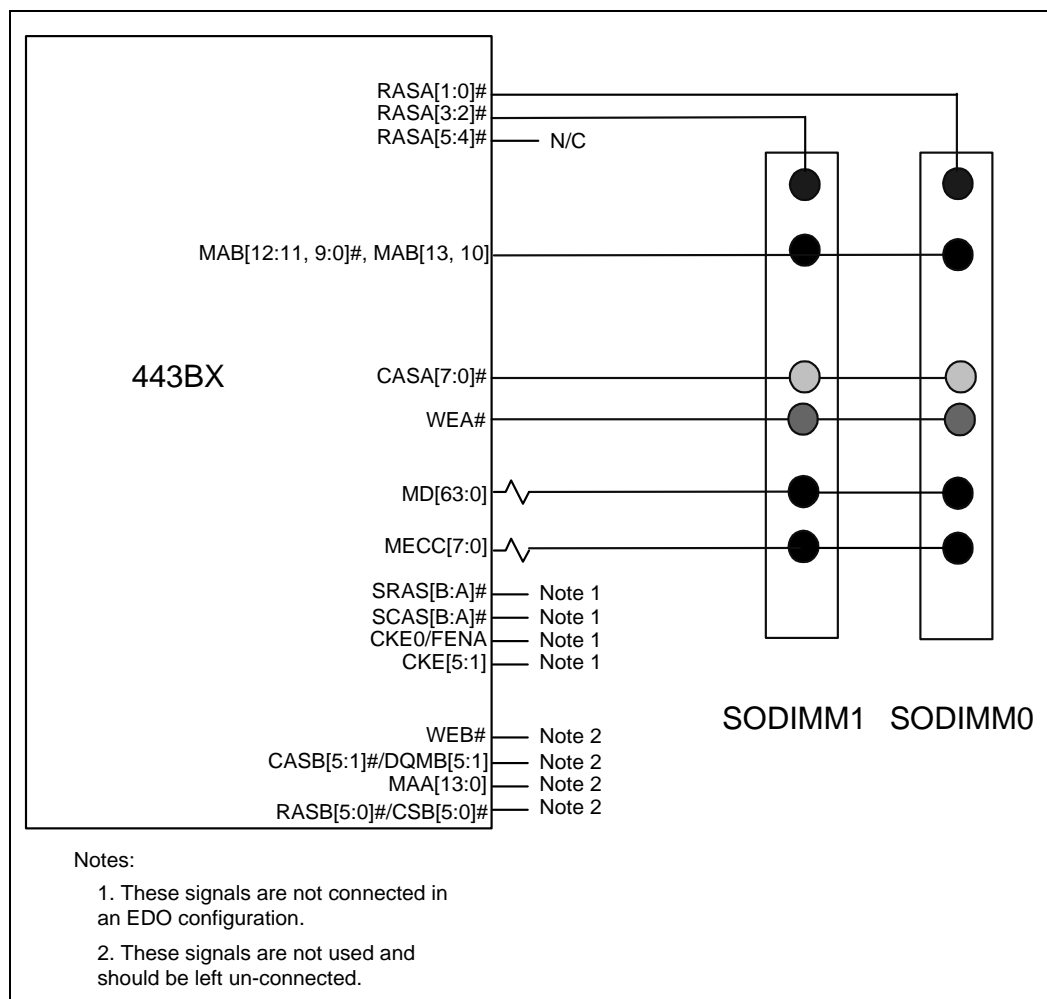 RASA[1:0]#
RASA[3:2]#
RASA[5:4]# N/C
MAB[12:11, 9:0]#, MAB[13, 10]
443BX
CASA[7:0]#
WEA#
MD[63:0]
MECC[7:0]
SRAS[B:A]# Note 1
SCAS[B:A]# Note 1
CKE0/FENA Note 1
CKE[5:1] Note 1
SODIMM1 SODIMM0
WEB# Note 2
CASB[5:1]#/DQMB[5:1] Note 2
MAA[13:0] Note 2
RASB[5:0]#/CSB[5:0]# Note 2
Notes:
1. These signals are not connected in
an EDO configuration.
2. These signals are not used and
should be left un-connected.